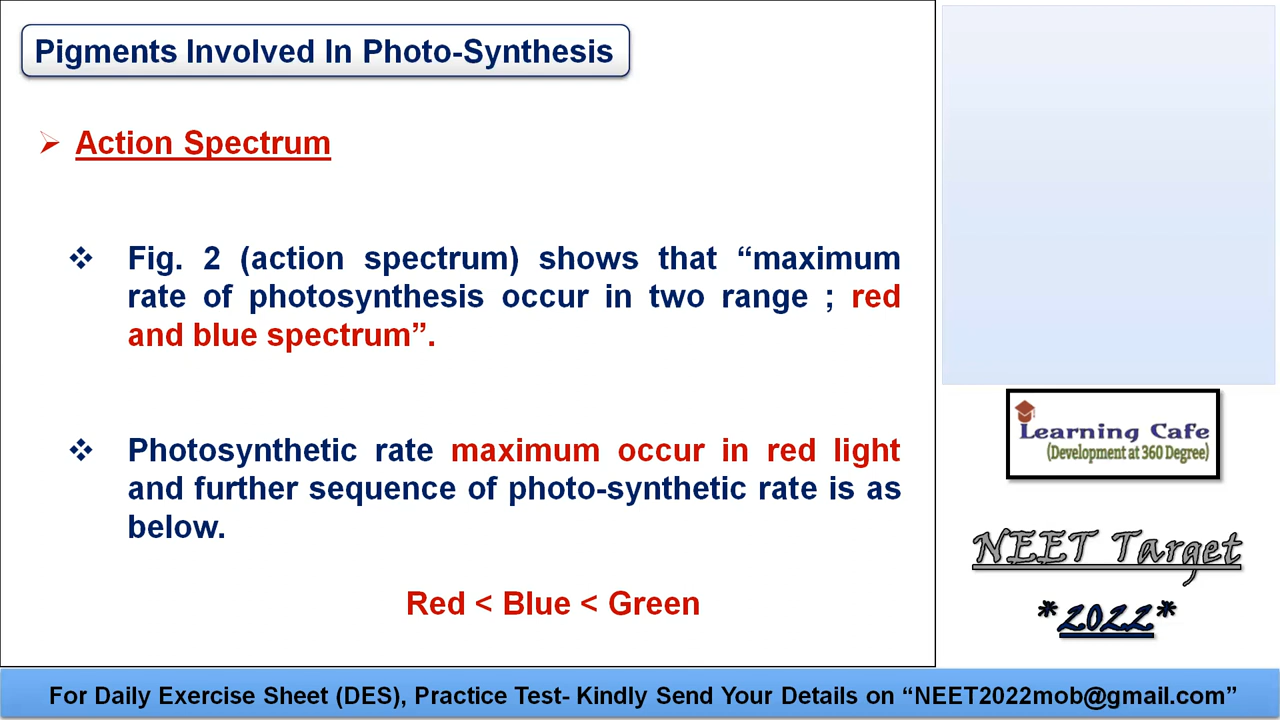 Pigments Involved In Photo-Synthesis
Action Spectrum
Fig. 2 (action spectrum) shows that “maximum
rate of photosynthesis occur in two range ; red
and blue spectrum”.
Photosynthetic rate maximum occur in red light
and further sequence of photo-synthetic rate is as
below.
Red < Blue < Green
Learning Cafe
(Development at 360 Degree)
NEET Target
*2022*
For Daily Exercise Sheet (DES), Practice Test- Kindly Send Your Details on “NEET2022mob@gmail.com”